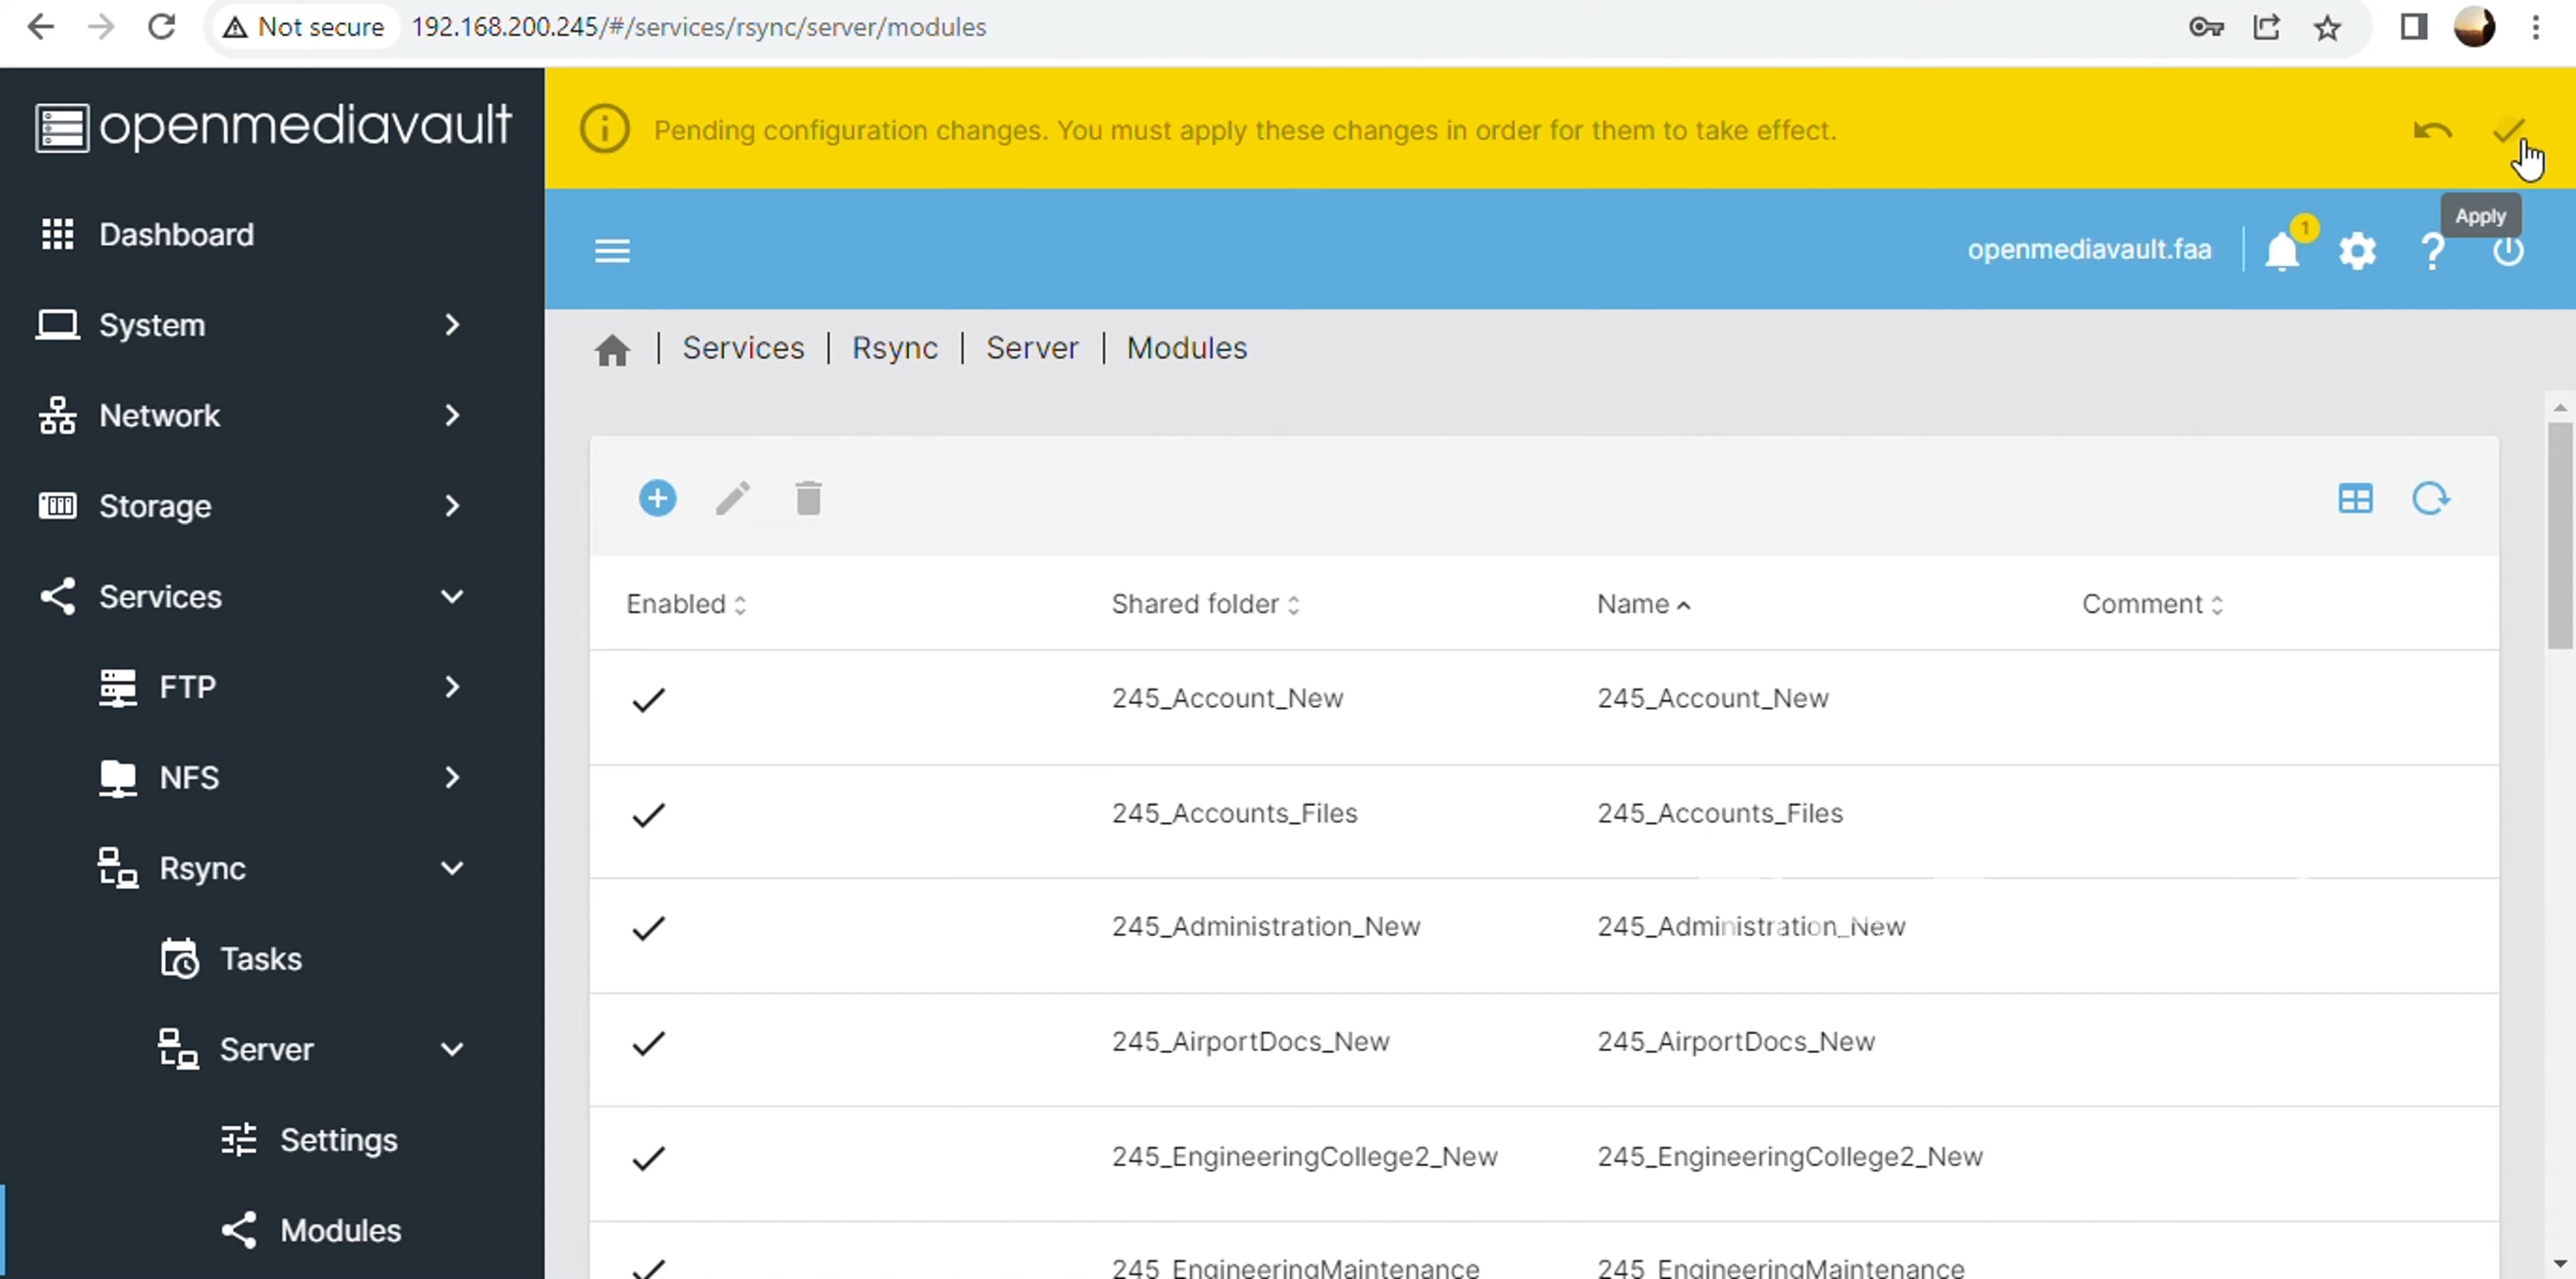 Not secure 192.168.200.245/#/services/rsync/server/modules
openmediavault
Pending configuration changes. You must apply these changes in order for them to take effect.
Apply
openmediavault.faa
1
Dashboard
System
Network
Storage
Services
FTP
NFS
Rsync
Tasks
Server
Settings
Modules
Services | Rsync | Server | Modules
Enabled Shared folder Name Comment
245_Account_New 245_Account_New
245_Accounts_Files 245_Accounts_Files
245_Administration_New 245_Administration_New
245_AirportDocs_New 245_AirportDocs_New
245_EngineeringCollege2_New 245_EngineeringCollege2_New
245_EngineeringMaintenance 245_EngineeringMaintenance